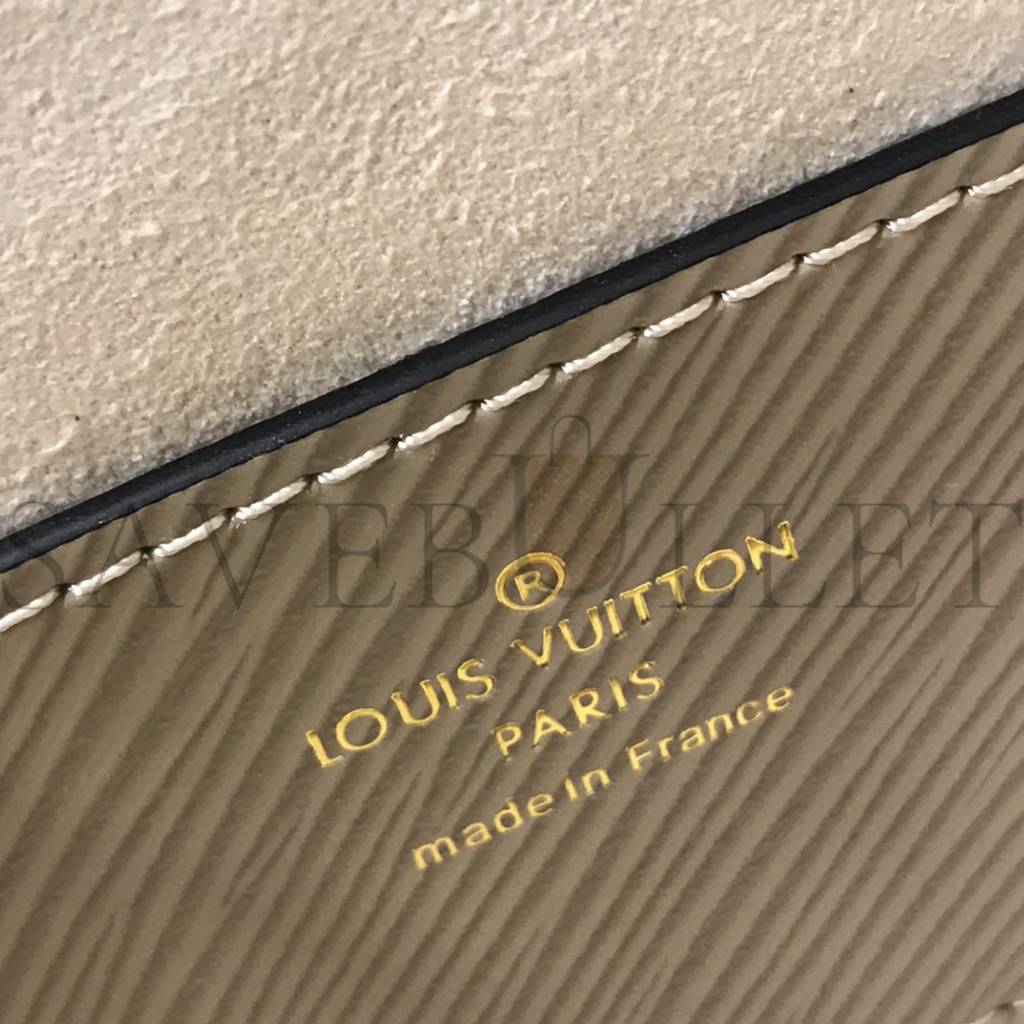 SAVEBULLET
®
LOUIS VUITTON
PARIS
made in France